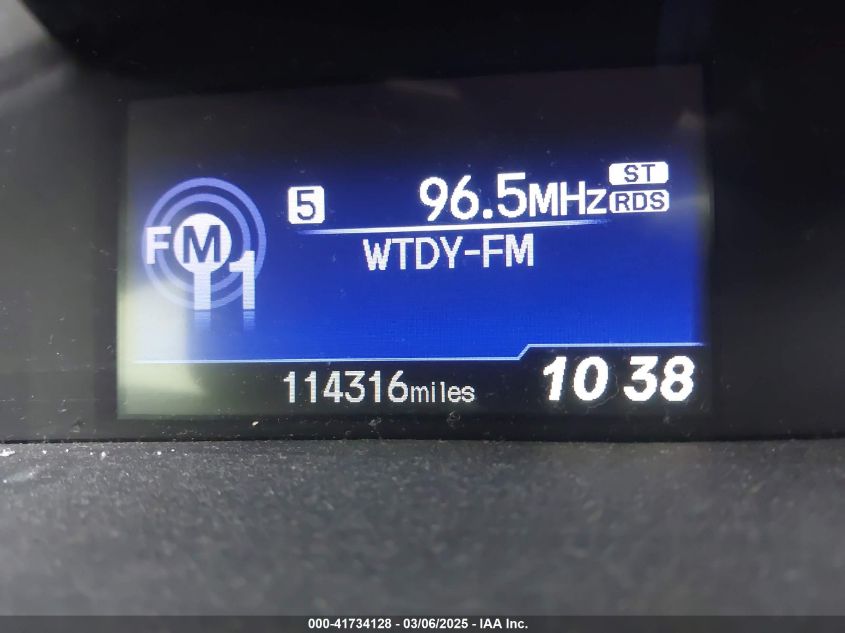 5 96.5MHz ST
RDS
FM1
WTDY-FM
114316miles 10 38
000-41734128 - 03/06/2025 - IAA Inc.